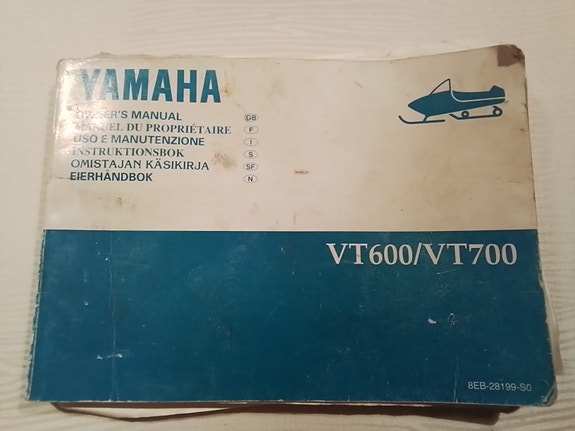 YAMAHA
OWNER'S MANUAL GB
MANUEL DU PROPRIÉTAIRE F
USO E MANUTENZIONE I
INSTRUKTIONSBOK S
OMISTAJAN KÄSIKIRJA SF
EIERHÅNDBOK N
VT600/VT700
8EB-28199-S0